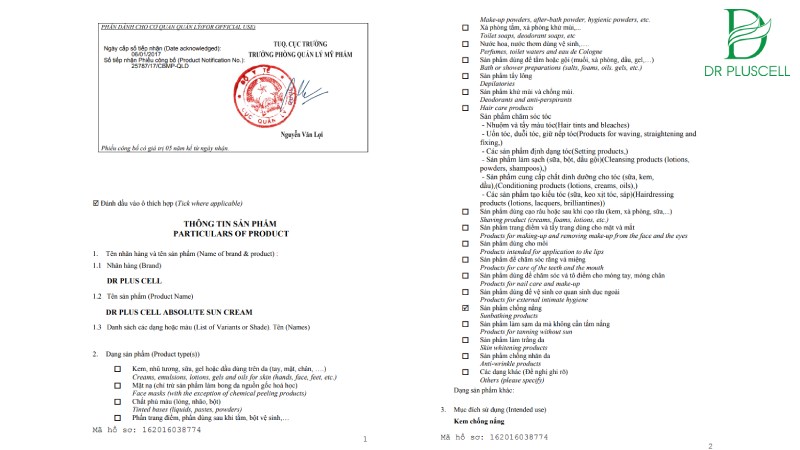 PHẦN DÀNH CHO CƠ QUAN QUẢN LÝ(FOR OFFICIAL USE)
Ngày cấp số tiếp nhận (Date acknowledged):
06/01/2017
Số tiếp nhận Phiếu công bố (Product Notification No.):
25787/17/CBMP-QLD
TUQ. CỤC TRƯỞNG
TRƯỞNG PHÒNG QUẢN LÝ MỸ PHẨM
BỘ Y TẾ
CỤC QUẢN LÝ
Nguyễn Văn Lợi
Phiếu công bố có giá trị 05 năm kể từ ngày nhận.
Đánh dấu vào ô thích hợp (Tick where applicable)
THÔNG TIN SẢN PHẨM
PARTICULARS OF PRODUCT
1. Tên nhãn hàng và tên sản phẩm (Name of brand & product) :
1.1 Nhãn hàng (Brand)
DR PLUS CELL
1.2 Tên sản phẩm (Product Name)
DR PLUS CELL ABSOLUTE SUN CREAM
1.3 Danh sách các dạng hoặc màu (List of Variants or Shade). Tên (Names)
2. Dạng sản phẩm (Product type(s))
Kem, nhũ tương, sữa, gel hoặc dầu dùng trên da (tay, mặt, chân, ….)
Creams, emulsions, lotions, gels and oils for skin (hands, face, feet, etc.)
Mặt nạ (chỉ trừ sản phẩm làm bong da nguồn gốc hoá học)
Face masks (with the exception of chemical peeling products)
Chất phủ màu (lỏng, nhão, bột)
Tinted bases (liquids, pastes, powders)
Phấn trang điểm, phấn dùng sau khi tắm, bột vệ sinh,…
Mã hồ sơ: 162016038774
1
Make-up powders, after-bath powder, hygienic powders, etc.
Xà phòng tắm, xà phòng khử mùi,...
Toilet soaps, deodorant soaps, etc
Nước hoa, nước thơm dùng vệ sinh,….
Perfumes, toilet waters and eau de Cologne
Sản phẩm dùng để tắm hoặc gội (muối, xà phòng, dầu, gel,…)
Bath or shower preparations (salts, foams, oils. gels, etc.)
Sản phẩm tẩy lông
Depilatories
Sản phẩm khử mùi và chống mùi.
Deodorants and anti-perspirants
Hair care products
Sản phẩm chăm sóc tóc
- Nhuộm và tẩy màu tóc(Hair tints and bleaches)
- Uốn tóc, duỗi tóc, giữ nếp tóc(Products for waving, straightening and
fixing,)
- Các sản phẩm định dạng tóc(Setting products,)
- Sản phẩm làm sạch (sữa, bột, dầu gội)(Cleansing products (lotions,
powders, shampoos),)
- Sản phẩm cung cấp chất dinh dưỡng cho tóc (sữa, kem,
dầu),(Conditioning products (lotions, creams, oils),)
- Các sản phẩm tạo kiểu tóc (sữa, keo xịt tóc, sáp)(Hairdressing
products (lotions, lacquers, brilliantines))
Sản phẩm dùng cạo râu hoặc sau khi cạo râu (kem, xà phòng, sữa,...)
Shaving product (creams, foams, lotions, etc.)
Sản phẩm trang điểm và tẩy trang dùng cho mặt và mắt
Products for making-up and removing make-up from the face and the eyes
Sản phẩm dùng cho môi
Products intended for application to the lips
Sản phẩm để chăm sóc răng và miệng
Products for care of the teeth and the mouth
Sản phẩm dùng để chăm sóc và tô điểm cho móng tay, móng chân
Products for nail care and make-up
Sản phẩm dùng để vệ sinh cơ quan sinh dục ngoài
Products for external intimate hygiene
Sản phẩm chống nắng
Sunbathing products
Sản phẩm làm sạm da mà không cần tắm nắng
Products for tanning without sun
Sản phẩm làm trắng da
Skin whitening products
Sản phẩm chống nhăn da
Anti-wrinkle products
Các dạng khác (Đề nghị ghi rõ)
Others (please specify)
Dạng sản phẩm khác:
3. Mục đích sử dụng (Intended use)
Kem chống nắng
Mã hồ sơ: 162016038774
2
DR PLUSCELL